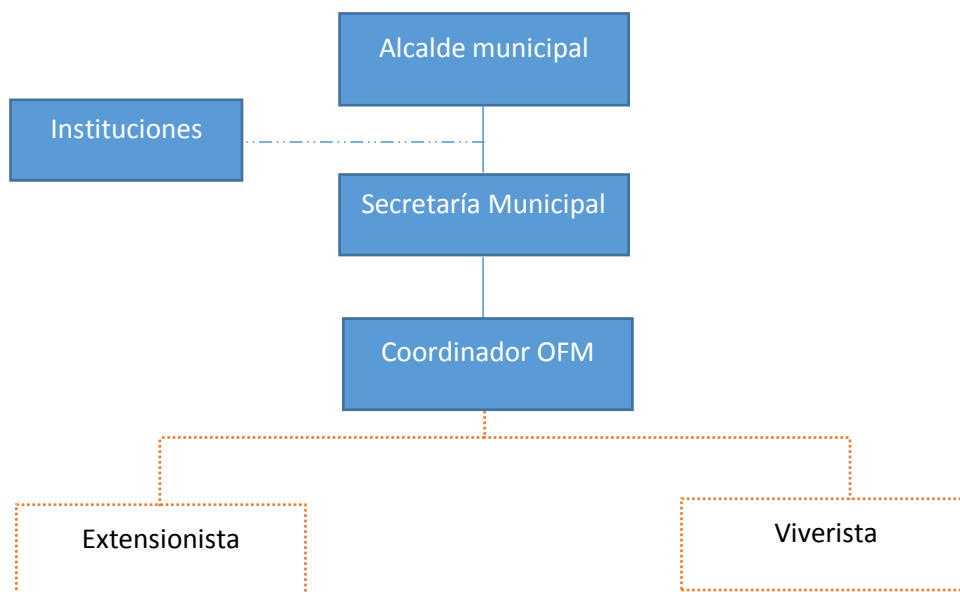 Alcalde municipal
Instituciones
Secretaría Municipal
Coordinador OFM
Extensionista
Viverista